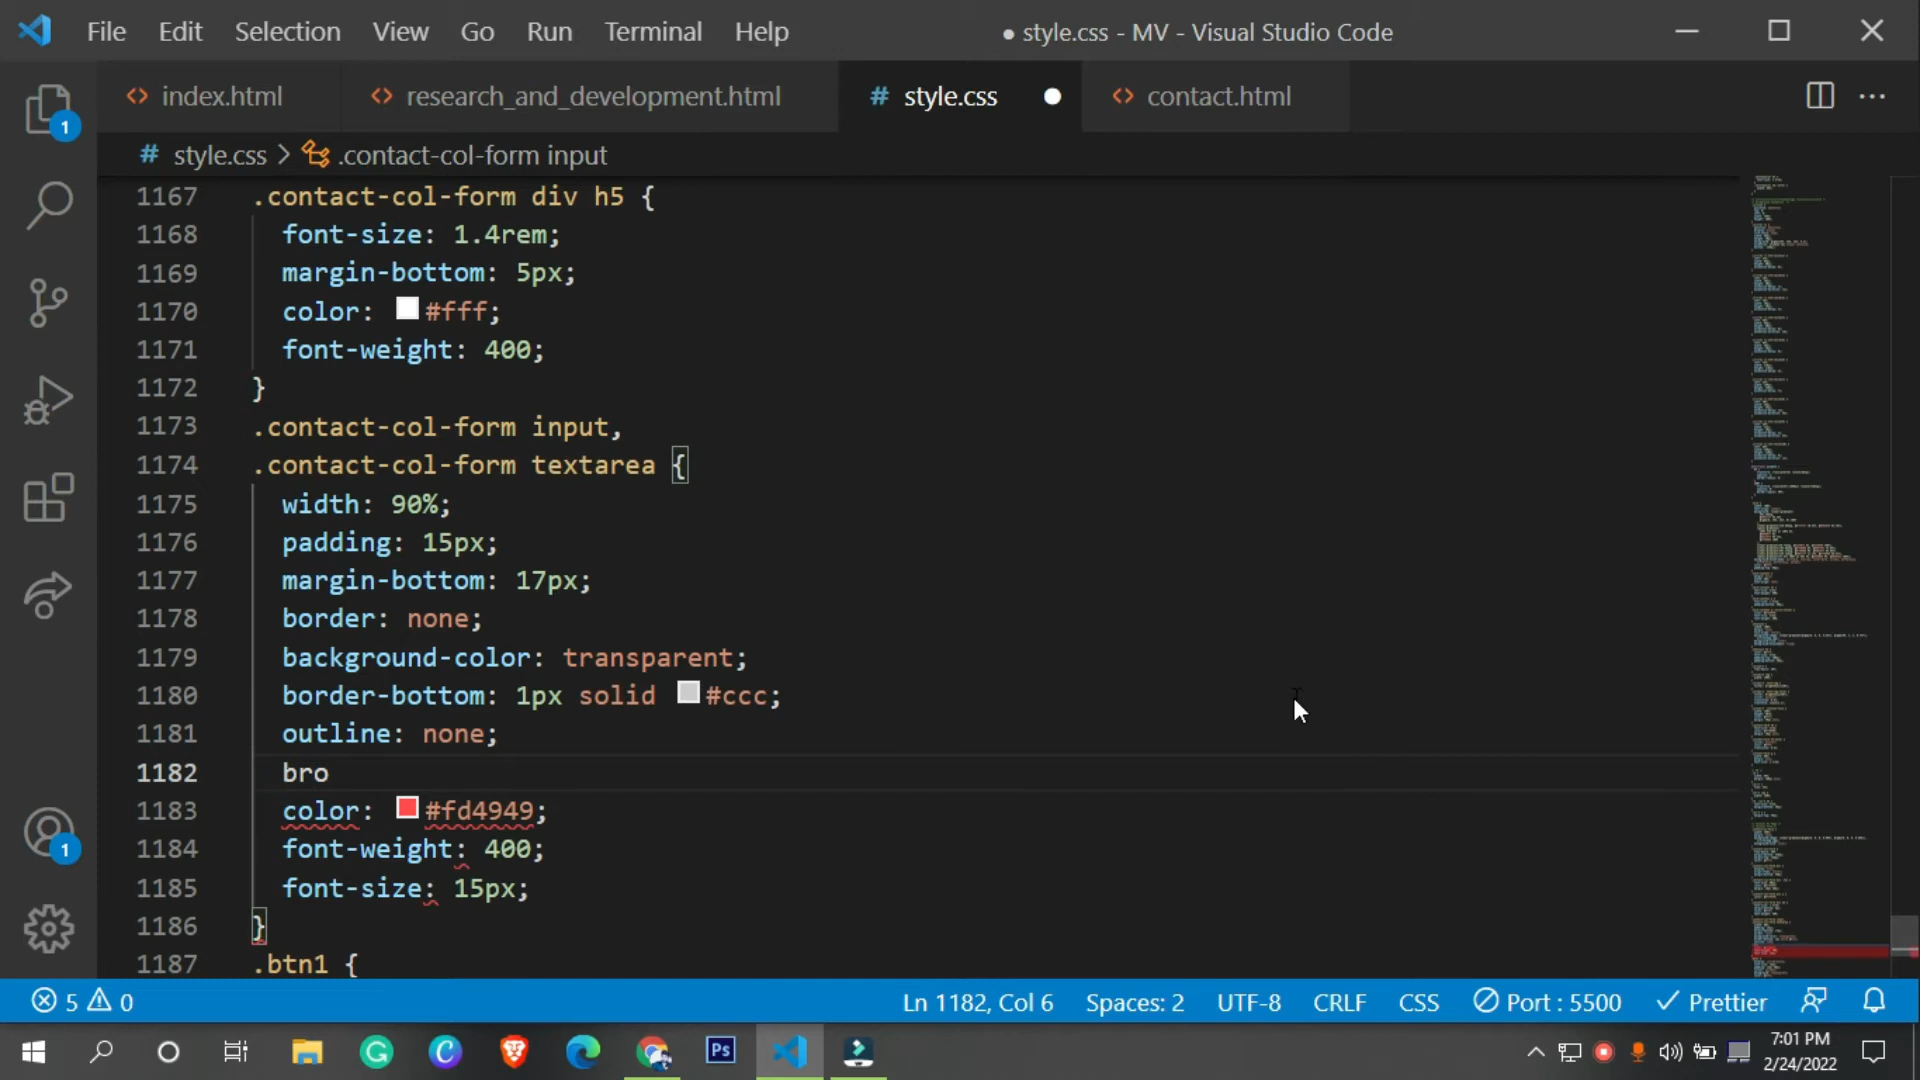 File Edit Selection View Go Run Terminal Help ● style.css - MV - Visual Studio Code
<> index.html <> research_and_development.html # style.css ● <> contact.html ···
# style.css > .contact-col-form input
1167 .contact-col-form div h5 {
1168 font-size: 1.4rem;
1169 margin-bottom: 5px;
1170 color: #fff;
1171 font-weight: 400;
1172 }
1173 .contact-col-form input,
1174 .contact-col-form textarea {
1175 width: 90%;
1176 padding: 15px;
1177 margin-bottom: 17px;
1178 border: none;
1179 background-color: transparent;
1180 border-bottom: 1px solid #ccc;
1181 outline: none;
1182 bro
1183 color: #fd4949;
1184 font-weight: 400;
1185 font-size: 15px;
1186 }
1187 .btn1 {
1
1
5 0 Ln 1182, Col 6 Spaces: 2 UTF-8 CRLF CSS Port : 5500 Prettier
Ps
7:01 PM
2/24/2022